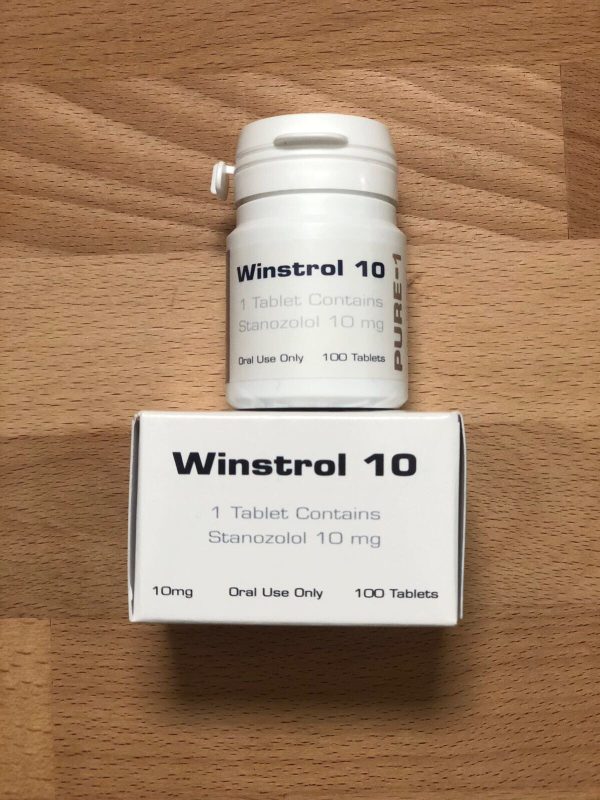 Winstrol 10
1 Tablet Contains
Stanozolol 10 mg
Oral Use Only 100 Tablets
PURE-1
Winstrol 10
1 Tablet Contains
Stanozolol 10 mg
10mg Oral Use Only 100 Tablets